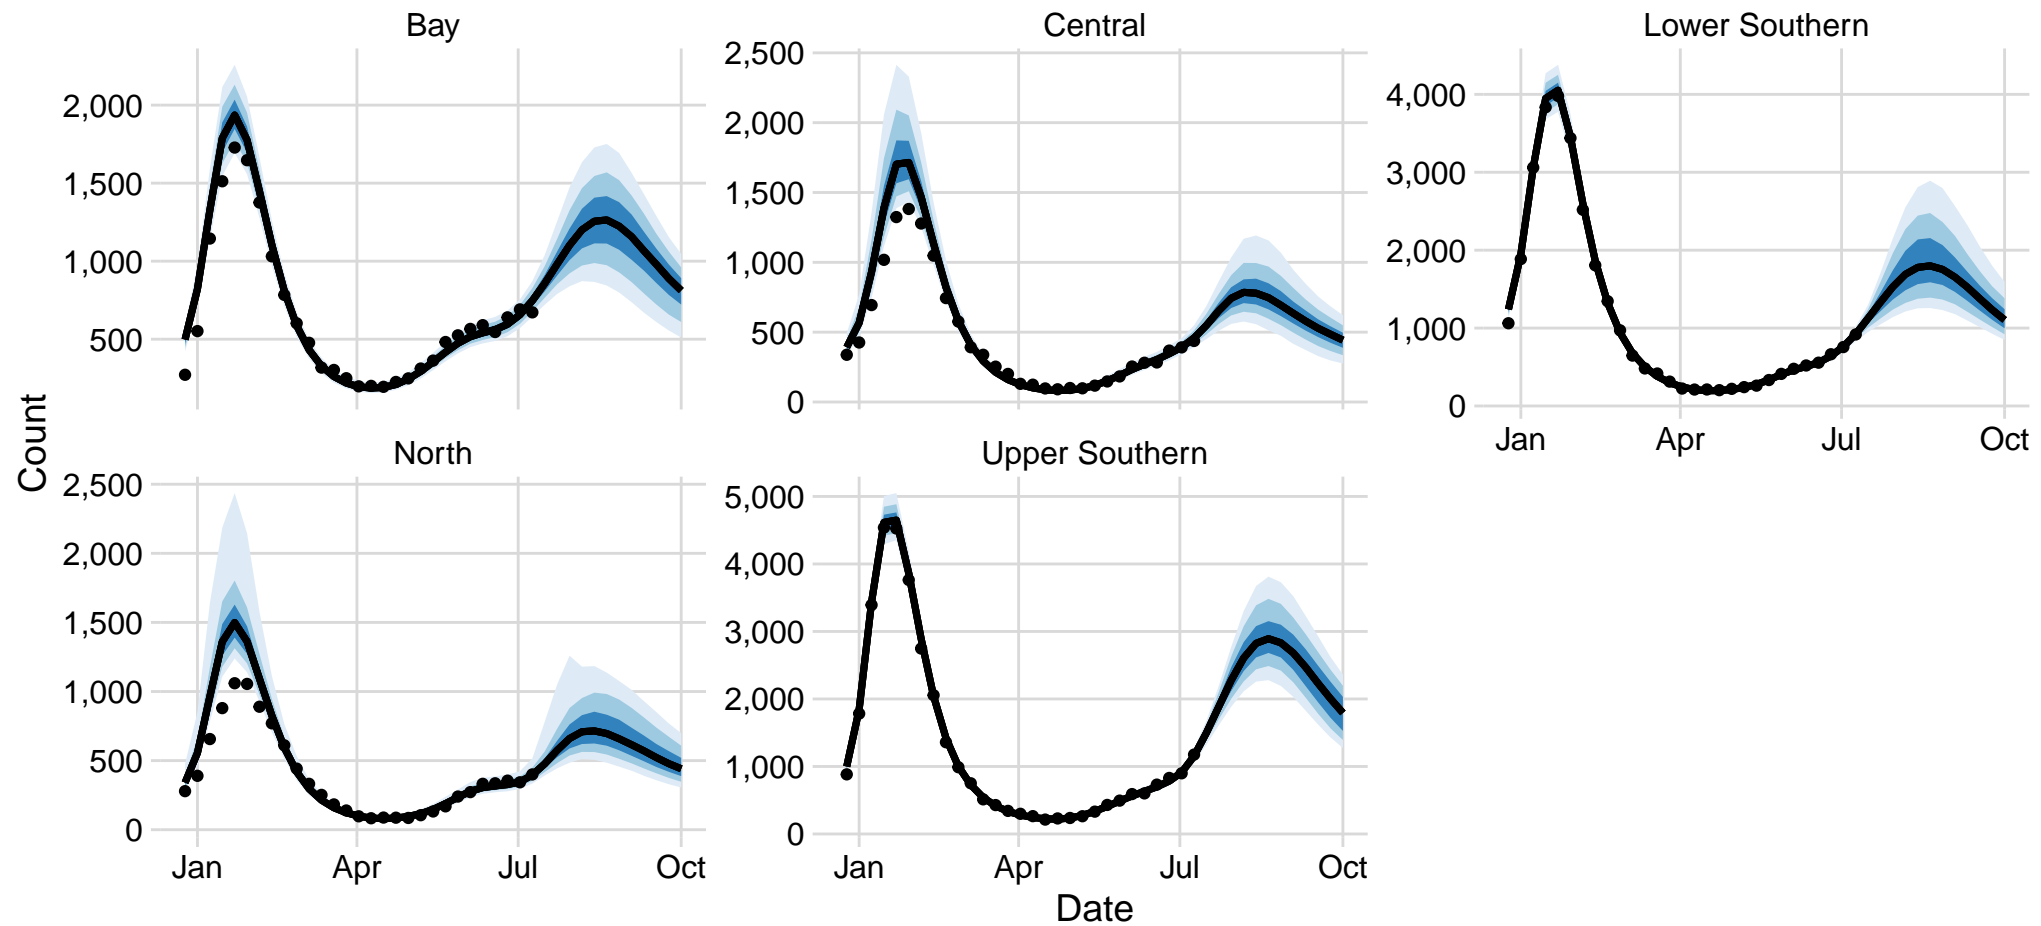 Bay
Central
Lower Southern
2,000
1,500
1,000
500
2,500
2,000
1,500
1,000
500
0
4,000
3,000
2,000
1,000
0
Jan Apr Jul Oct
Count
North
Upper Southern
2,500
2,000
1,500
1,000
500
0
5,000
4,000
3,000
2,000
1,000
0
Jan Apr Jul Oct
Jan Apr Jul Oct
Date